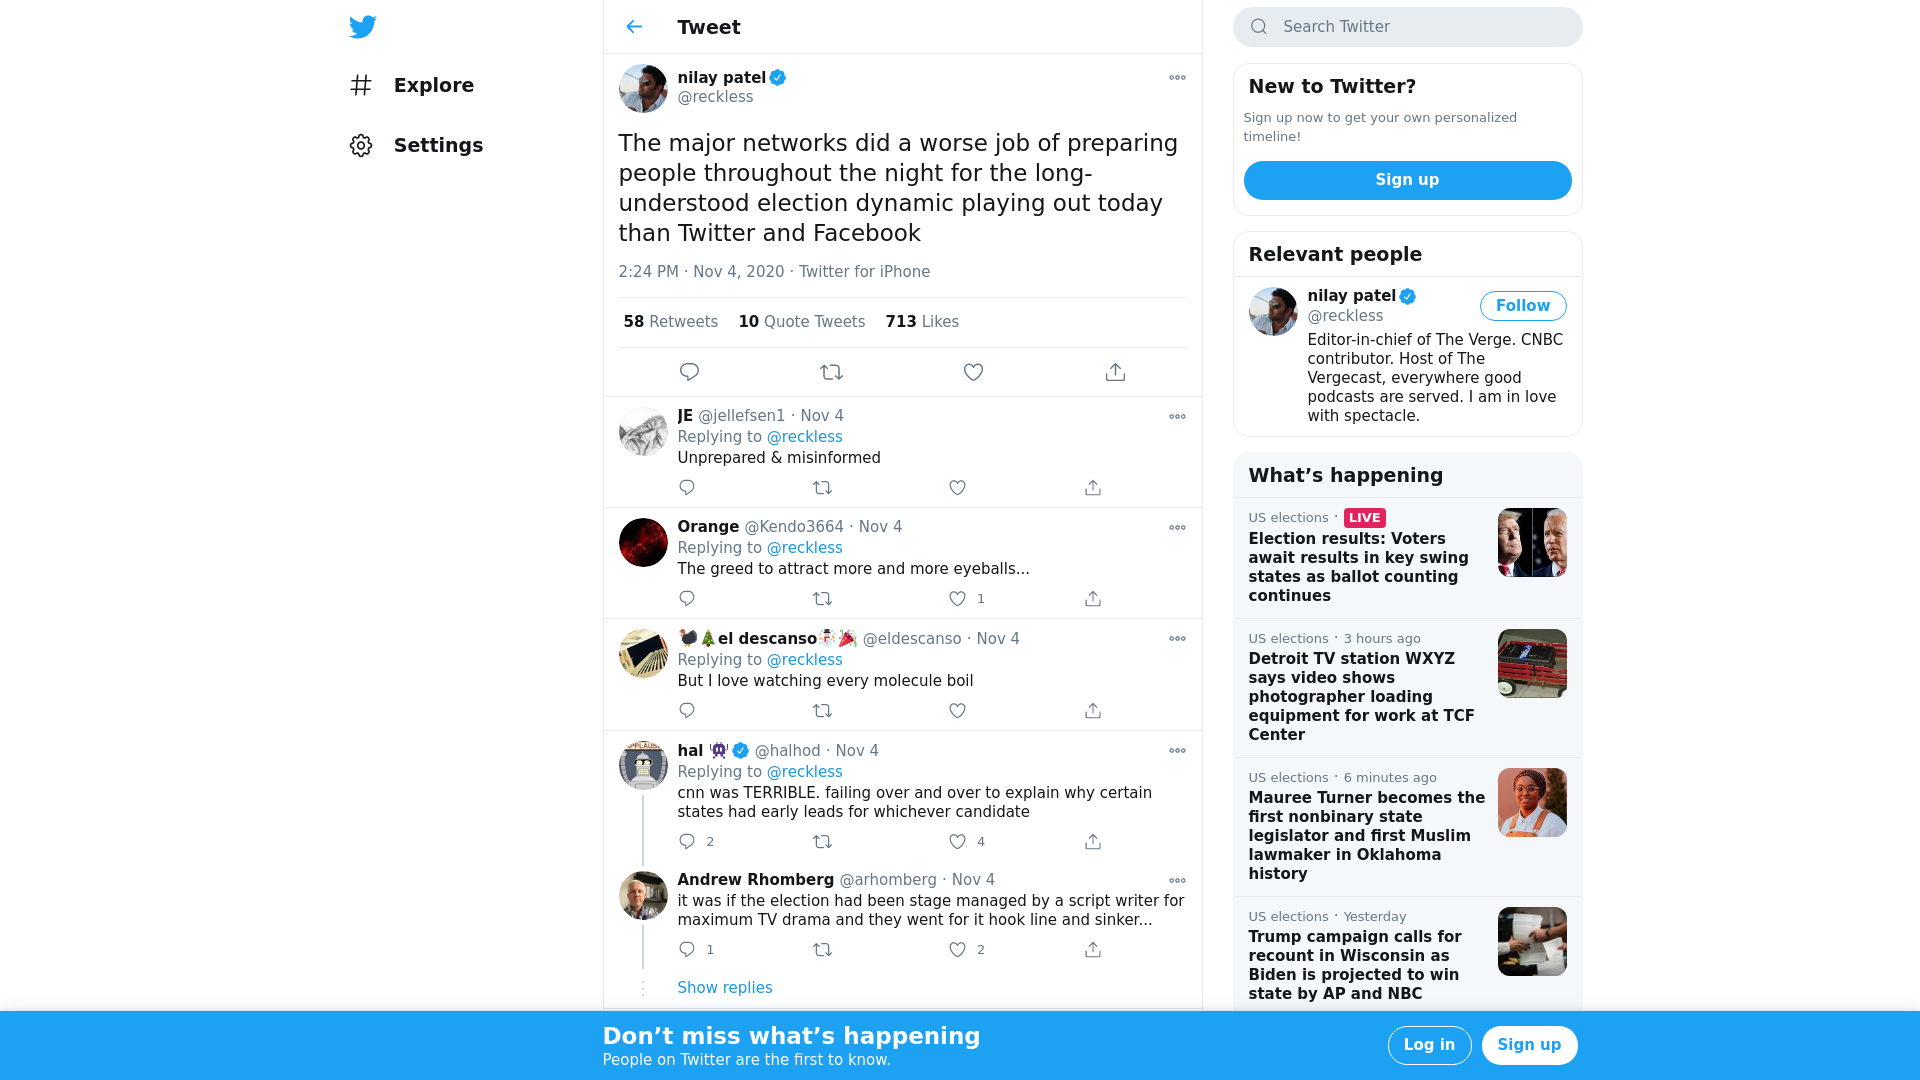 Explore
Settings
Tweet
nilay patel
@reckless
The major networks did a worse job of preparing
people throughout the night for the long-
understood election dynamic playing out today
than Twitter and Facebook
2:24 PM · Nov 4, 2020 · Twitter for iPhone
58 Retweets 10 Quote Tweets 713 Likes
JE @jellefsen1 · Nov 4
Replying to @reckless
Unprepared & misinformed
Orange @Kendo3664 · Nov 4
Replying to @reckless
The greed to attract more and more eyeballs...
1
🦃🎄el descanso☃🎉 @eldescanso · Nov 4
Replying to @reckless
But I love watching every molecule boil
hal 👾 @halhod · Nov 4
Replying to @reckless
cnn was TERRIBLE. failing over and over to explain why certain
states had early leads for whichever candidate
2 4
Andrew Rhomberg @arhomberg · Nov 4
it was if the election had been stage managed by a script writer for
maximum TV drama and they went for it hook line and sinker...
1 2
Show replies
Search Twitter
New to Twitter?
Sign up now to get your own personalized
timeline!
Sign up
Relevant people
nilay patel
@reckless
Follow
Editor-in-chief of The Verge. CNBC
contributor. Host of The
Vergecast, everywhere good
podcasts are served. I am in love
with spectacle.
What's happening
US elections · LIVE
Election results: Voters
await results in key swing
states as ballot counting
continues
US elections · 3 hours ago
Detroit TV station WXYZ
says video shows
photographer loading
equipment for work at TCF
Center
US elections · 6 minutes ago
Mauree Turner becomes the
first nonbinary state
legislator and first Muslim
lawmaker in Oklahoma
history
US elections · Yesterday
Trump campaign calls for
recount in Wisconsin as
Biden is projected to win
state by AP and NBC
Don't miss what's happening
People on Twitter are the first to know.
Log in
Sign up